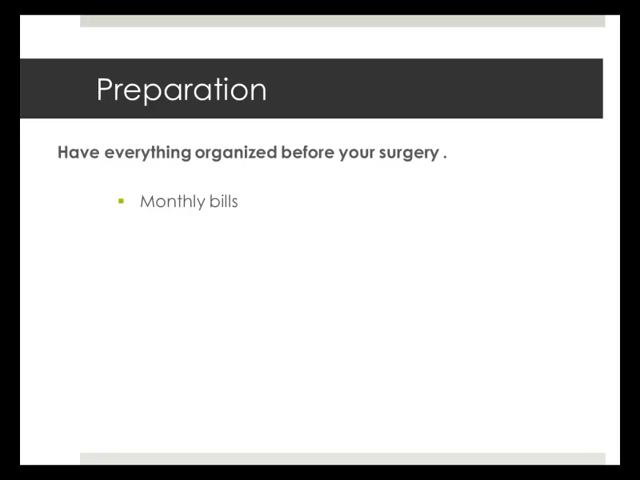 Preparation
Have everything organized before your surgery .
Monthly bills